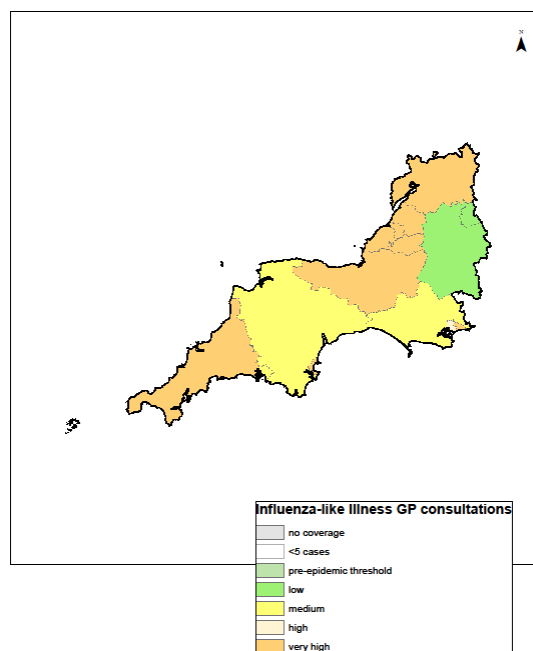 N
Influenza-like Illness GP consultations
no coverage
<5 cases
pre-epidemic threshold
low
medium
high
very high